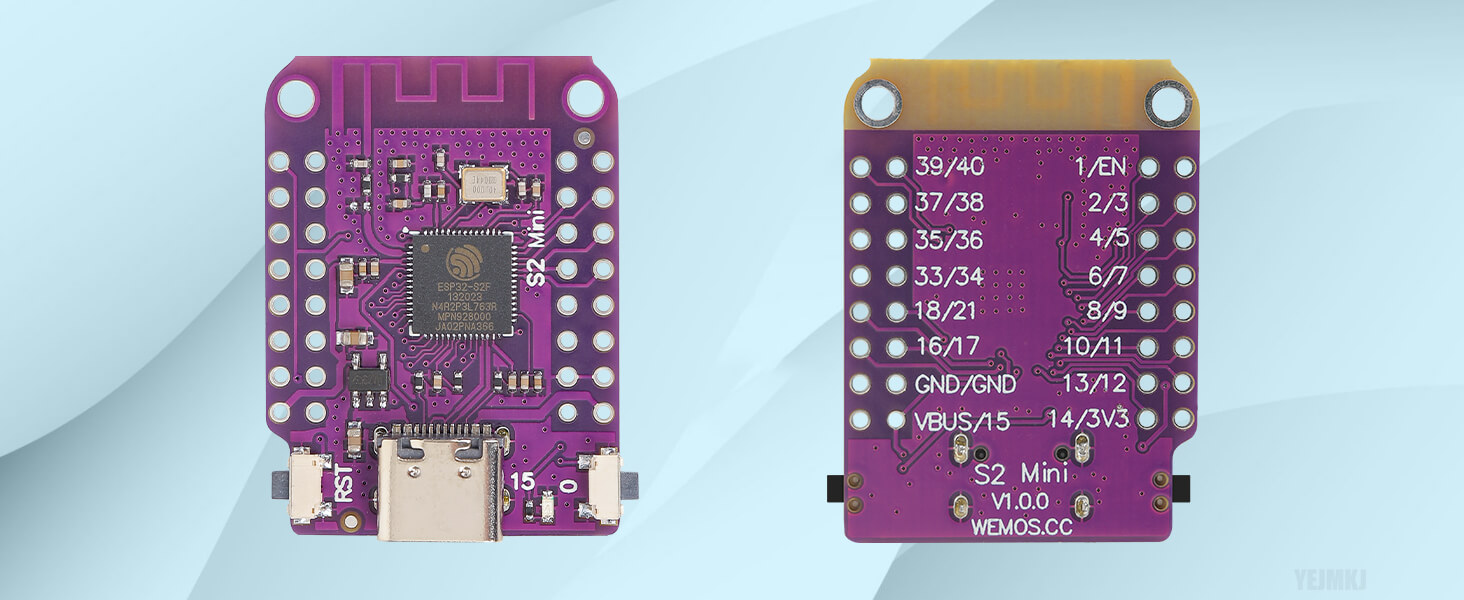 S2 Mini
ESP32-S2F
132023
N4R2P3L763R
MPN928000
JA02PNA366
RST
15
0
39/40
1/EN
37/38
2/3
35/36
4/5
33/34
6/7
18/21
8/9
16/17
10/11
GND/GND
13/12
VBUS/15
14/3V3
S2 Mini
V1.0.0
WEMOS.CC
YEJMKJ